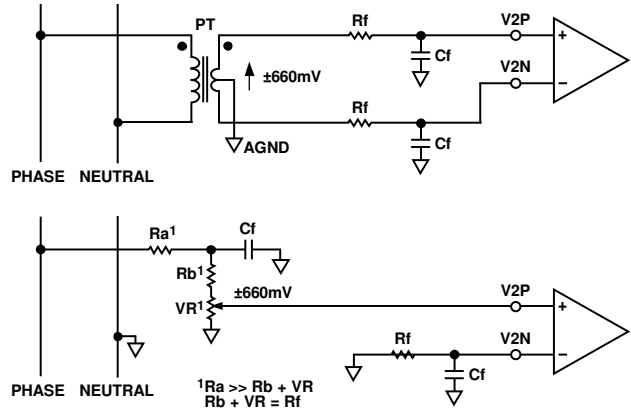 PT
Rf
V2P
+
Cf
±660mV
V2N
−
Rf
Cf
AGND
PHASE NEUTRAL
Ra¹
Cf
Rb¹
±660mV
VR¹
V2P
+
Rf
V2N
−
Cf
PHASE NEUTRAL
¹Ra >> Rb + VR
Rb + VR = Rf